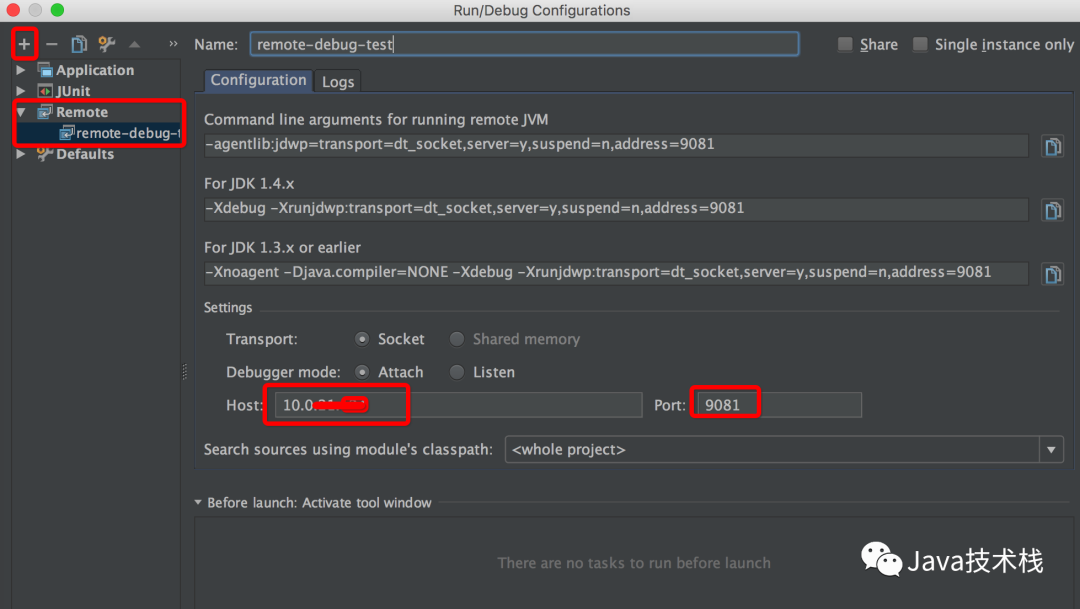 Run/Debug Configurations
Name: remote-debug-test
Share
Single instance only
Application
JUnit
Remote
remote-debug-t
Defaults
Configuration
Logs
Command line arguments for running remote JVM
-agentlib:jdwp=transport=dt_socket,server=y,suspend=n,address=9081
For JDK 1.4.x
-Xdebug -Xrunjdwp:transport=dt_socket,server=y,suspend=n,address=9081
For JDK 1.3.x or earlier
-Xnoagent -Djava.compiler=NONE -Xdebug -Xrunjdwp:transport=dt_socket,server=y,suspend=n,address=9081
Settings
Transport: Socket Shared memory
Debugger mode: Attach Listen
Host: 10.0. Port: 9081
Search sources using module's classpath: <whole project>
Before launch: Activate tool window
There are no tasks to run before launch
Java技术栈